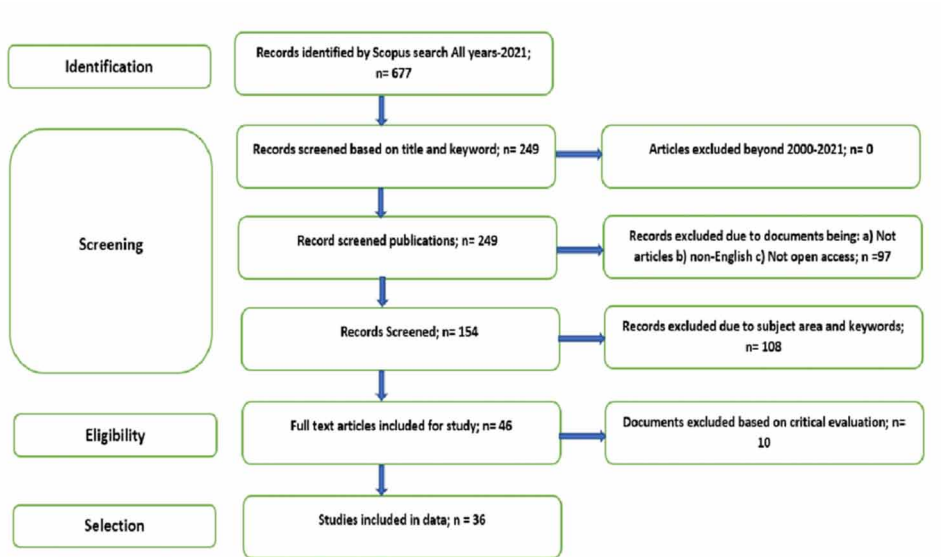 Identification
Records identified by Scopus search All years-2021;
n= 677
Screening
Records screened based on title and keyword; n= 249
Articles excluded beyond 2000-2021; n= 0
Record screened publications; n= 249
Records excluded due to documents being: a) Not
articles b) non-English c) Not open access; n =97
Records Screened; n= 154
Records excluded due to subject area and keywords;
n= 108
Eligibility
Full text articles included for study; n= 46
Documents excluded based on critical evaluation; n=
10
Selection
Studies included in data; n = 36